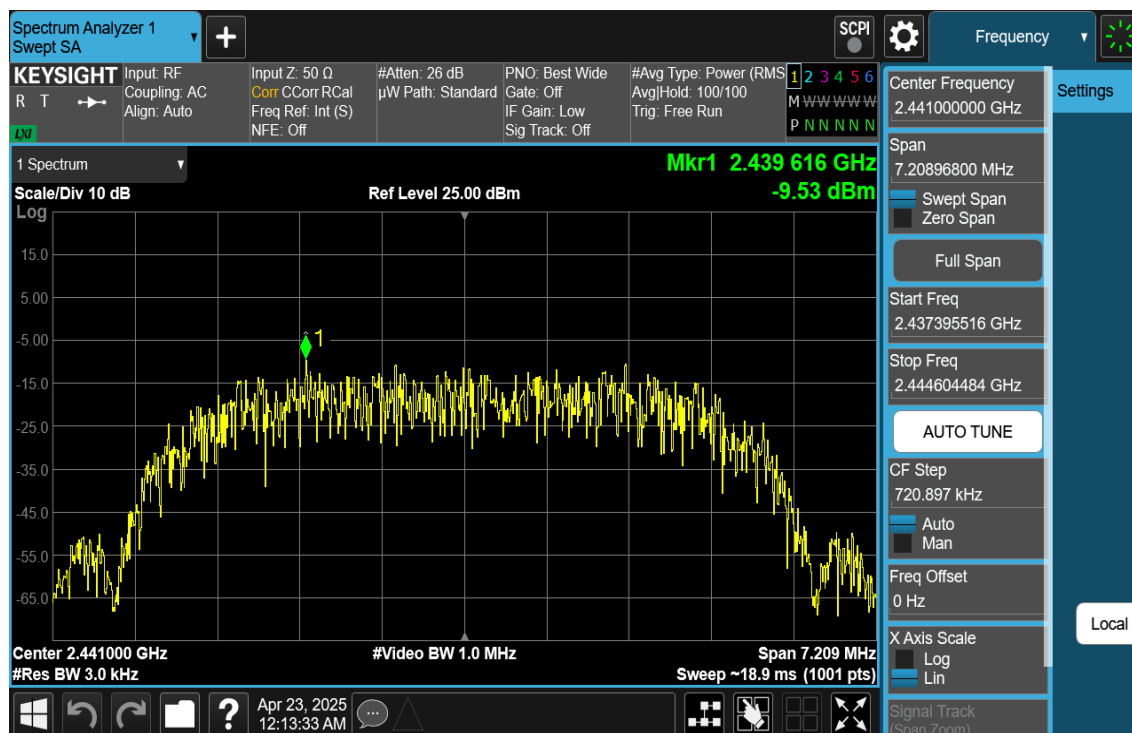 Spectrum Analyzer 1
Swept SA
+
SCPI
Frequency
KEYSIGHT
R T
LXI
Input: RF
Coupling: AC
Align: Auto
Input Z: 50 Ω
Corr CCorr RCal
Freq Ref: Int (S)
NFE: Off
#Atten: 26 dB
µW Path: Standard
PNO: Best Wide
Gate: Off
IF Gain: Low
Sig Track: Off
#Avg Type: Power (RMS
Avg|Hold: 100/100
Trig: Free Run
1 2 3 4 5 6
M W W W W W
P N N N N N
1 Spectrum
Mkr1 2.439 616 GHz
-9.53 dBm
Scale/Div 10 dB
Ref Level 25.00 dBm
Log
15.0
5.00
-5.00
-15.0
-25.0
-35.0
-45.0
-55.0
-65.0
1
Center 2.441000 GHz
#Video BW 1.0 MHz
Span 7.209 MHz
#Res BW 3.0 kHz
Sweep ~18.9 ms (1001 pts)
?
Apr 23, 2025
12:13:33 AM
Center Frequency
2.441000000 GHz
Span
7.20896800 MHz
Swept Span
Zero Span
Full Span
Start Freq
2.437395516 GHz
Stop Freq
2.444604484 GHz
AUTO TUNE
CF Step
720.897 kHz
Auto
Man
Freq Offset
0 Hz
X Axis Scale
Log
Lin
Signal Track
(Span Zoom)
Settings
Local